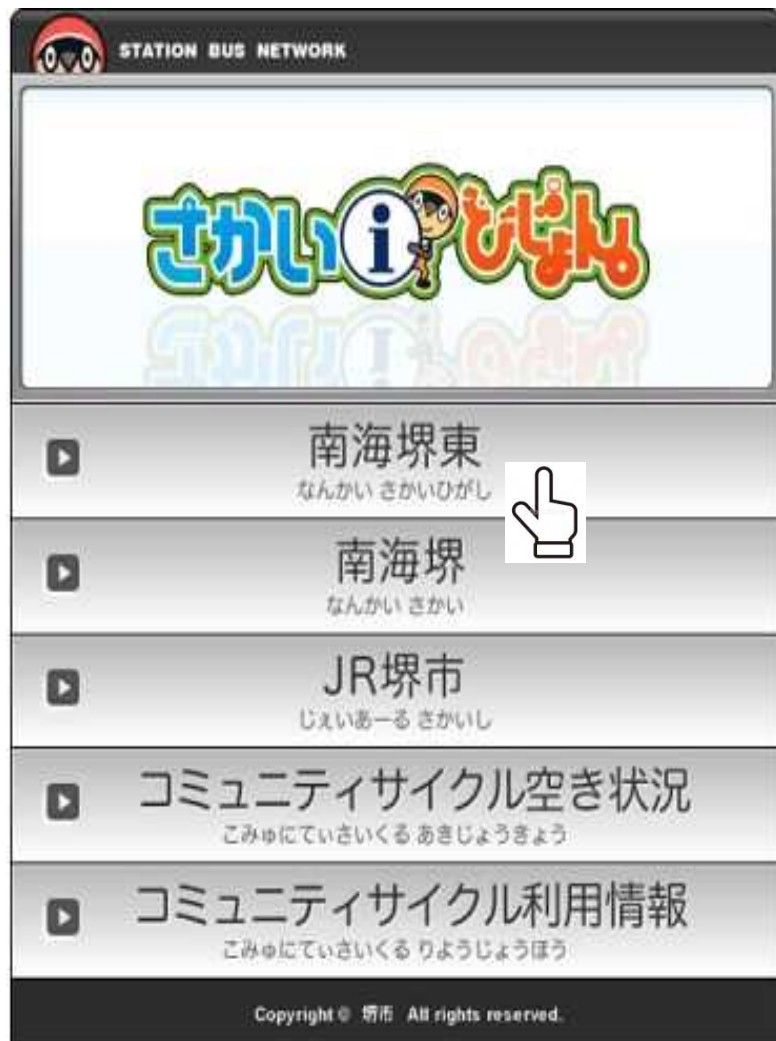 STATION BUS NETWORK
さかいiびじょん
南海堺東
なんかい さかいひがし
南海堺
なんかい さかい
JR堺市
じぇいあーる さかいし
コミュニティサイクル空き状況
こみゅにてぃさいくる あきじょうきょう
コミュニティサイクル利用情報
こみゅにてぃさいくる りようじょうほう
Copyright © 堺市 All rights reserved.